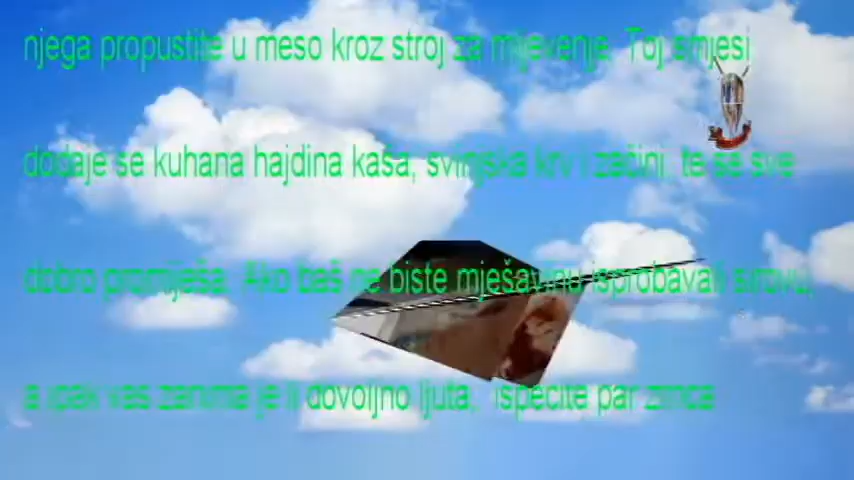 njega propustite u meso kroz stroj za mljevenje. Toj smjesi
dodaje se kuhana hajdina kaša, svinjska krv i začini, te se sve
dobro promiješa. Ako baš ne biste mješavinu isprobavali sirovu,
a ipak vas zanima je li dovoljno ljuta, ispecite par žlica